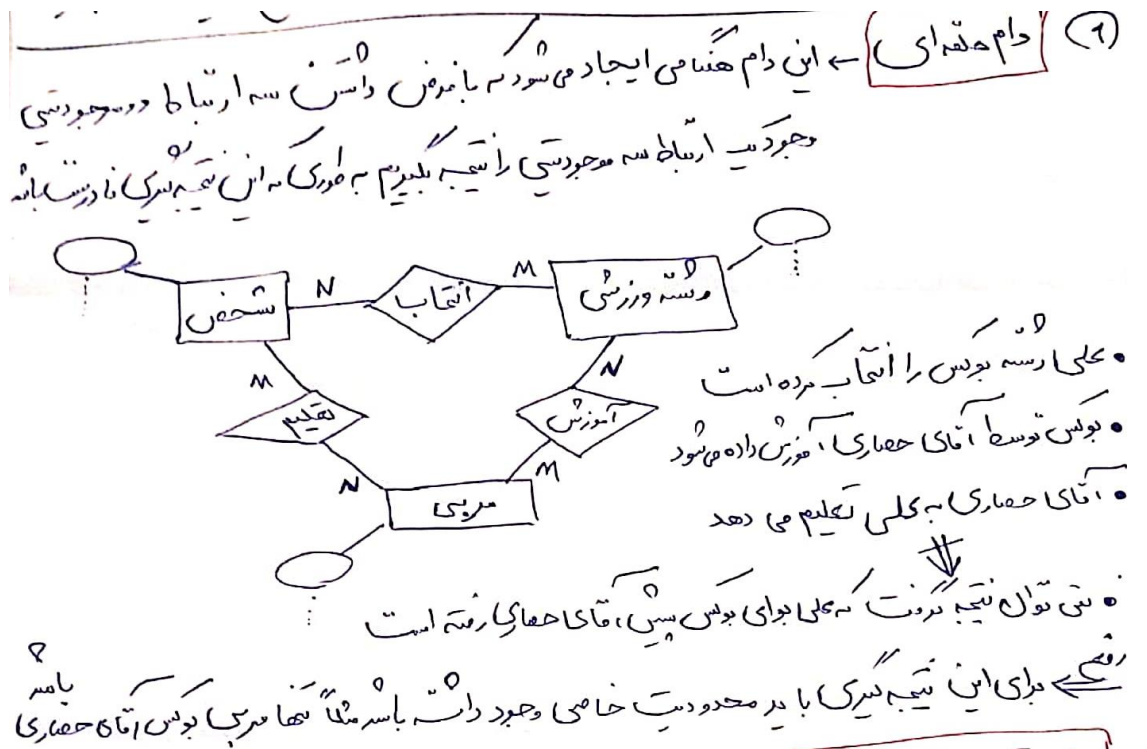 ۱) دام حلقه‌ای ← این دام هنگامی ایجاد می‌شود که با فرض داشتن سه ارتباط دو موجودیتی
وجود یک ارتباط سه موجودیتی را نتیجه بگیریم به طوری که این نتیجه‌گیری نادرست باشد
شخص N انتخاب M رشته ورزشی
M N
تعلیم آموزش
N M
مربی
• علی رشته بوکس را انتخاب کرده است
• بوکس توسط آقای حصاری آموزش داده می‌شود
• آقای حصاری به علی تعلیم می دهد
• نمی توان نتیجه گرفت که علی برای بوکس پیش آقای حصاری رفته است
رفع ⇐ برای این نتیجه گیری باید محدودیت خاصی وجود داشته باشد مثلاً تنها مربی بوکس آقای حصاری باشد